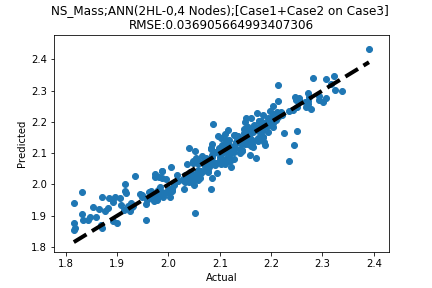 NS_Mass;ANN(2HL-0,4 Nodes);[Case1+Case2 on Case3]
RMSE:0.036905664993407306
2.4
2.3
2.2
2.1
2.0
1.9
1.8
Predicted
1.8 1.9 2.0 2.1 2.2 2.3 2.4
Actual